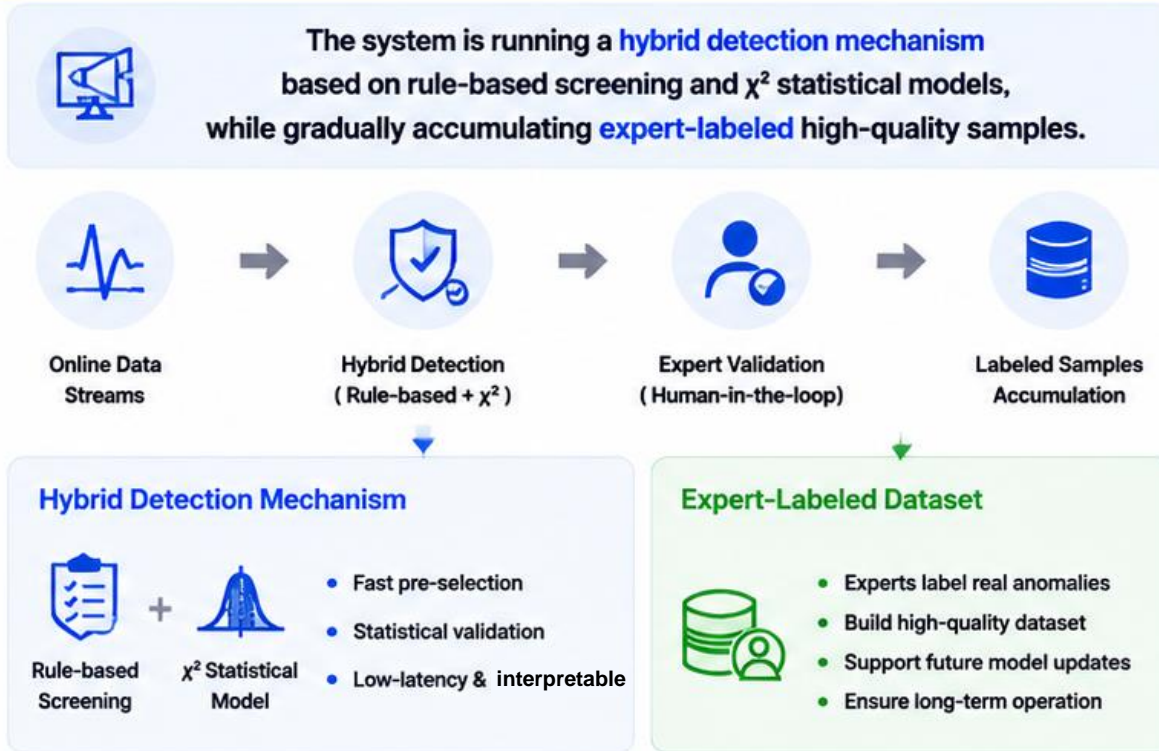 The system is running a hybrid detection mechanism
based on rule-based screening and χ² statistical models,
while gradually accumulating expert-labeled high-quality samples.
Online Data
Streams
Hybrid Detection
( Rule-based + χ² )
Expert Validation
( Human-in-the-loop)
Labeled Samples
Accumulation
Hybrid Detection Mechanism
Rule-based
Screening
+
χ² Statistical
Model
• Fast pre-selection
• Statistical validation
• Low-latency & interpretable
Expert-Labeled Dataset
• Experts label real anomalies
• Build high-quality dataset
• Support future model updates
• Ensure long-term operation